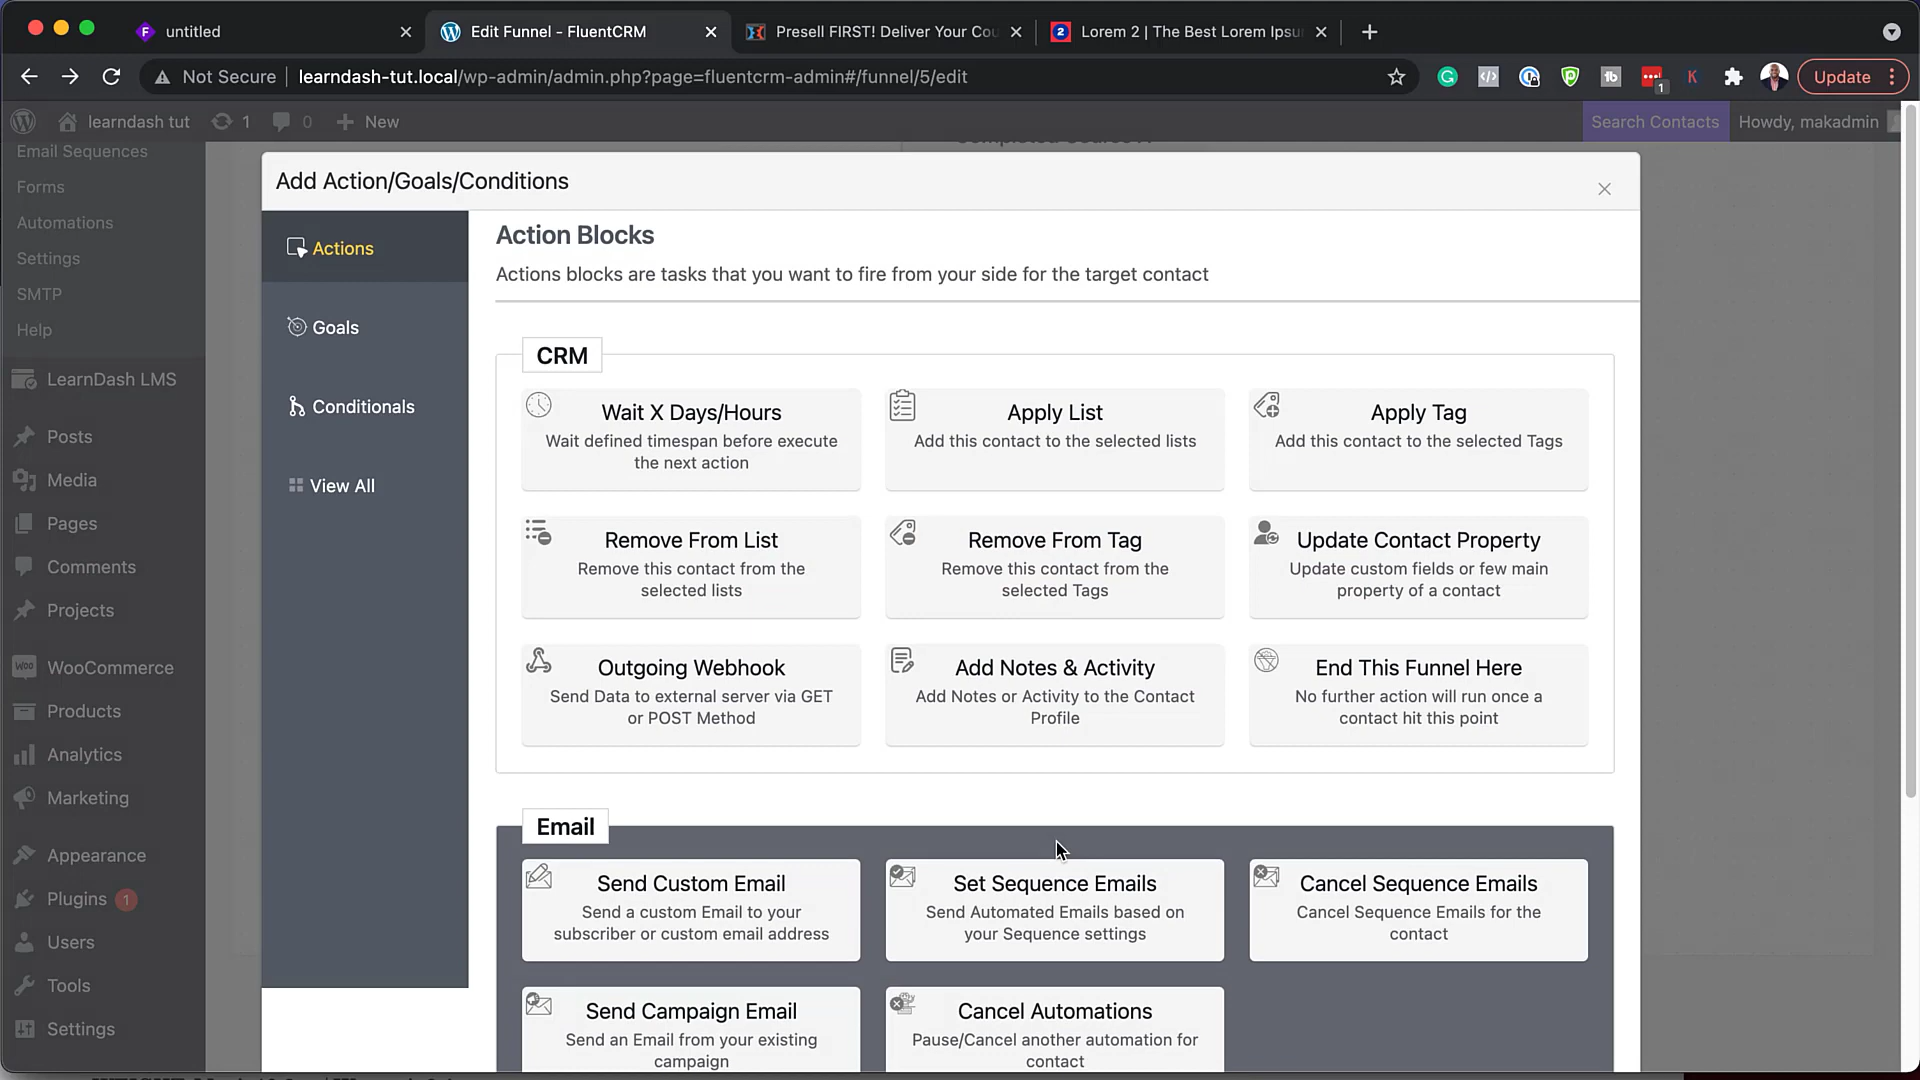 untitled
Edit Funnel - FluentCRM
Presell FIRST! Deliver Your Cou
2 Lorem 2 | The Best Lorem Ipsu
Not Secure
learndash-tut.local/wp-admin/admin.php?page=fluentcrm-admin#/funnel/5/edit
1
Update
learndash tut
1
0
New
Search Contacts
Howdy, makadmin
Email Sequences
Forms
Automations
Settings
SMTP
Help
LearnDash LMS
Posts
Media
Pages
Comments
Projects
Woo WooCommerce
Products
Analytics
Marketing
Appearance
Plugins 1
Users
Tools
Settings
Add Action/Goals/Conditions
Actions
Goals
Conditionals
View All
Action Blocks
Actions blocks are tasks that you want to fire from your side for the target contact
CRM
Wait X Days/Hours
Wait defined timespan before execute
the next action
Apply List
Add this contact to the selected lists
Apply Tag
Add this contact to the selected Tags
Remove From List
Remove this contact from the
selected lists
Remove From Tag
Remove this contact from the
selected Tags
Update Contact Property
Update custom fields or few main
property of a contact
Outgoing Webhook
Send Data to external server via GET
or POST Method
Add Notes & Activity
Add Notes or Activity to the Contact
Profile
End This Funnel Here
No further action will run once a
contact hit this point
Email
Send Custom Email
Send a custom Email to your
subscriber or custom email address
Set Sequence Emails
Send Automated Emails based on
your Sequence settings
Cancel Sequence Emails
Cancel Sequence Emails for the
contact
Send Campaign Email
Send an Email from your existing
campaign
Cancel Automations
Pause/Cancel another automation for
contact